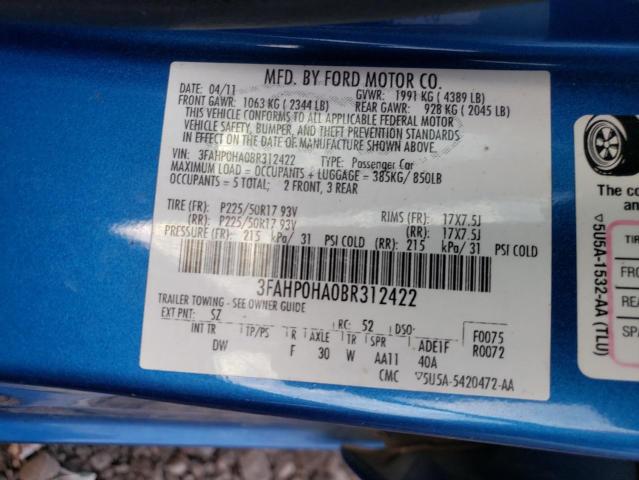 MFD. BY FORD MOTOR CO.
DATE: 04/11 GVWR: 1991 KG ( 4389 LB)
FRONT GAWR: 1063 KG ( 2344 LB) REAR GAWR: 928 KG ( 2045 LB)
THIS VEHICLE CONFORMS TO ALL APPLICABLE FEDERAL MOTOR
VEHICLE SAFETY, BUMPER, AND THEFT PREVENTION STANDARDS
IN EFFECT ON THE DATE OF MANUFACTURE SHOWN ABOVE.
VIN: 3FAHP0HA0BR312422 TYPE: Passenger Car
MAXIMUM LOAD = OCCUPANTS + LUGGAGE = 385KG/ 850LB
OCCUPANTS = 5 TOTAL; 2 FRONT, 3 REAR
TIRE (FR): P225/50R17 93V RIMS (FR): 17X7.5J
(RR): P225/50R17 93V (RR): 17X7.5J
PRESSURE (FR): 215 kPa/ 31 PSI COLD (RR): 215 kPa/ 31 PSI COLD
3FAHP0HA0BR312422
TRAILER TOWING - SEE OWNER GUIDE
EXT PNT: SZ RC: 52 DSO: F0075
INT TR TP/PS R AXLE TR SPR ADE1F R0072
DW F 30 W AA11 40A
CMC ▽5U5A-5420472-AA
The co
an
TIR
FRO
REA
SPA
▽5U5A-1532-AA (TLU)